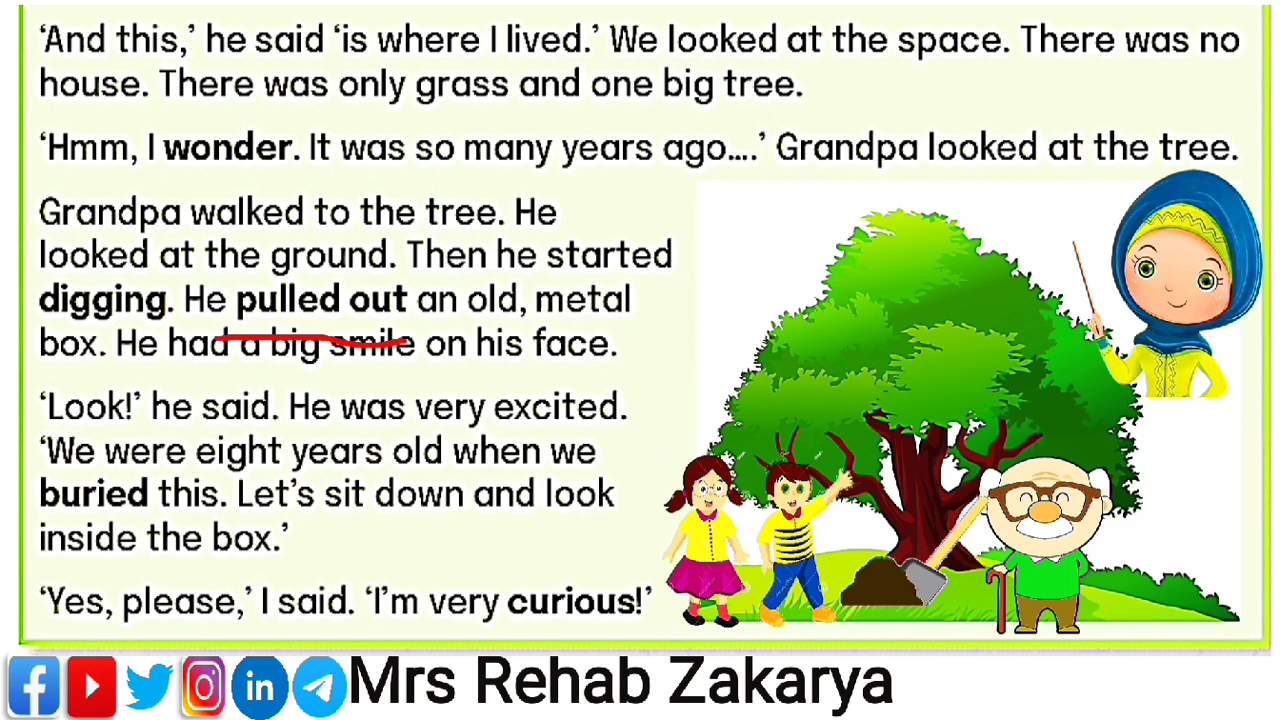 ‘And this,’ he said ‘is where I lived.’ We looked at the space. There was no
house. There was only grass and one big tree.
‘Hmm, I wonder. It was so many years ago....’ Grandpa looked at the tree.
Grandpa walked to the tree. He
looked at the ground. Then he started
digging. He pulled out an old, metal
box. He had a big smile on his face.
‘Look!’ he said. He was very excited.
‘We were eight years old when we
buried this. Let’s sit down and look
inside the box.’
‘Yes, please,’ I said. ‘I’m very curious!’
Mrs Rehab Zakarya